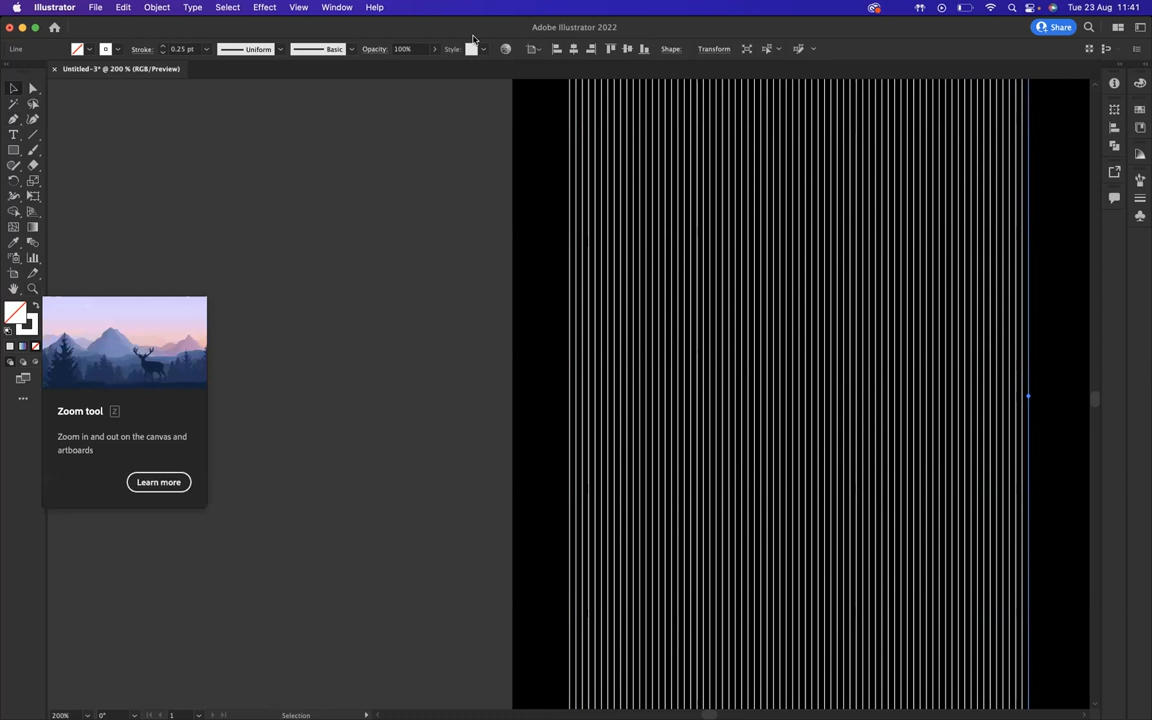 Illustrator File Edit Object Type Select Effect View Window Help Tue 23 Aug 11:41
Adobe Illustrator 2022 Share
Line Stroke: 0.25 pt Uniform Basic Opacity: 100% Style: Shape: Transform
× Untitled-3* @ 200 % (RGB/Preview)
Zoom tool Z
Zoom in and out on the canvas and
artboards
Learn more
200% 0° 1 Selection